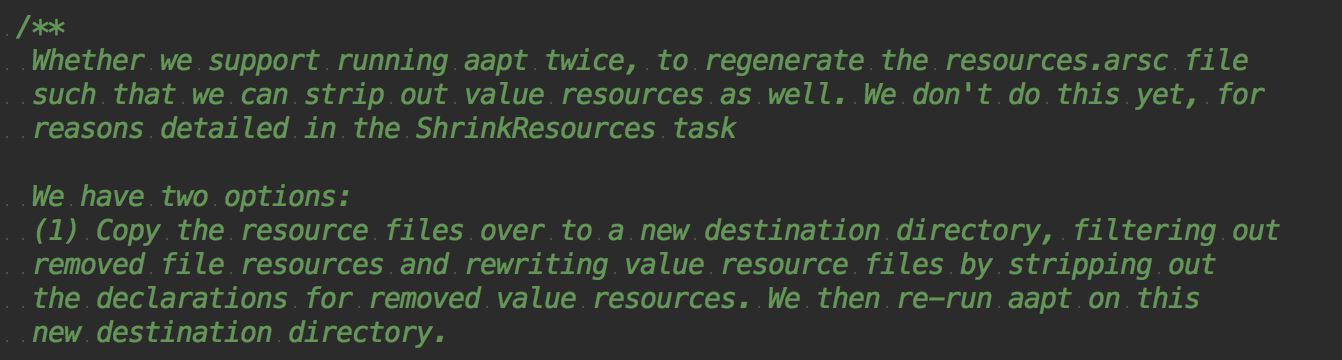 /**
Whether we support running aapt twice, to regenerate the resources.arsc file
such that we can strip out value resources as well. We don't do this yet, for
reasons detailed in the ShrinkResources task
We have two options:
(1) Copy the resource files over to a new destination directory, filtering out
removed file resources and rewriting value resource files by stripping out
the declarations for removed value resources. We then re-run aapt on this
new destination directory.